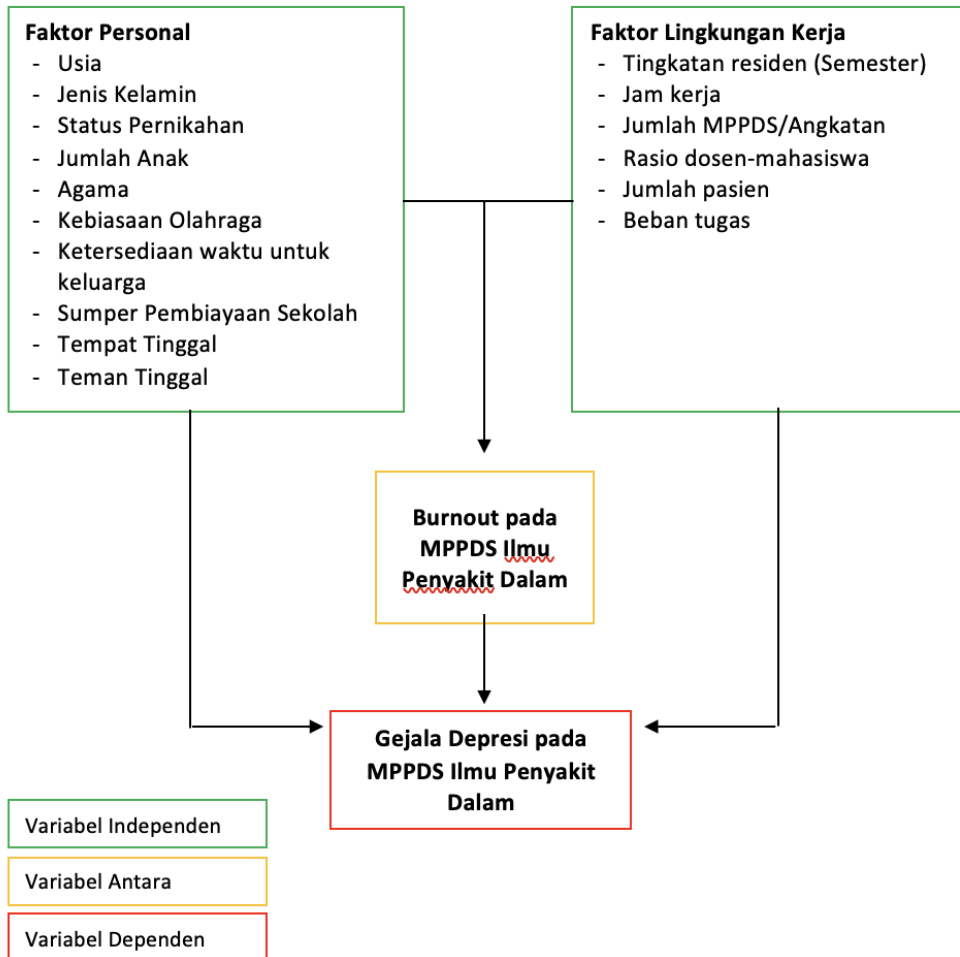 Faktor Personal
- Usia
- Jenis Kelamin
- Status Pernikahan
- Jumlah Anak
- Agama
- Kebiasaan Olahraga
- Ketersediaan waktu untuk
keluarga
- Sumper Pembiayaan Sekolah
- Tempat Tinggal
- Teman Tinggal
Faktor Lingkungan Kerja
- Tingkatan residen (Semester)
- Jam kerja
- Jumlah MPPDS/Angkatan
- Rasio dosen-mahasiswa
- Jumlah pasien
- Beban tugas
Burnout pada
MPPDS Ilmu
Penyakit Dalam
Gejala Depresi pada
MPPDS Ilmu Penyakit
Dalam
Variabel Independen
Variabel Antara
Variabel Dependen